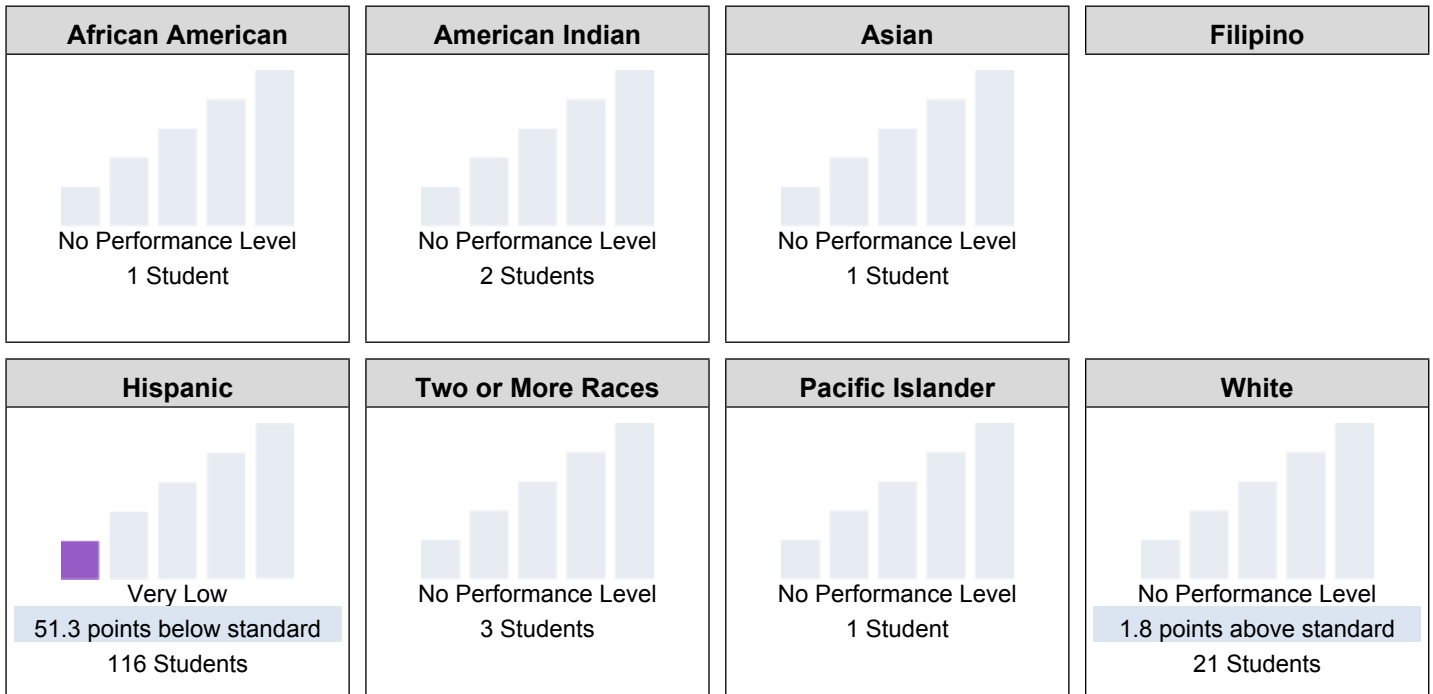 African American
No Performance Level
1 Student
American Indian
No Performance Level
2 Students
Asian
No Performance Level
1 Student
Filipino
Hispanic
Very Low
51.3 points below standard
116 Students
Two or More Races
No Performance Level
3 Students
Pacific Islander
No Performance Level
1 Student
White
No Performance Level
1.8 points above standard
21 Students